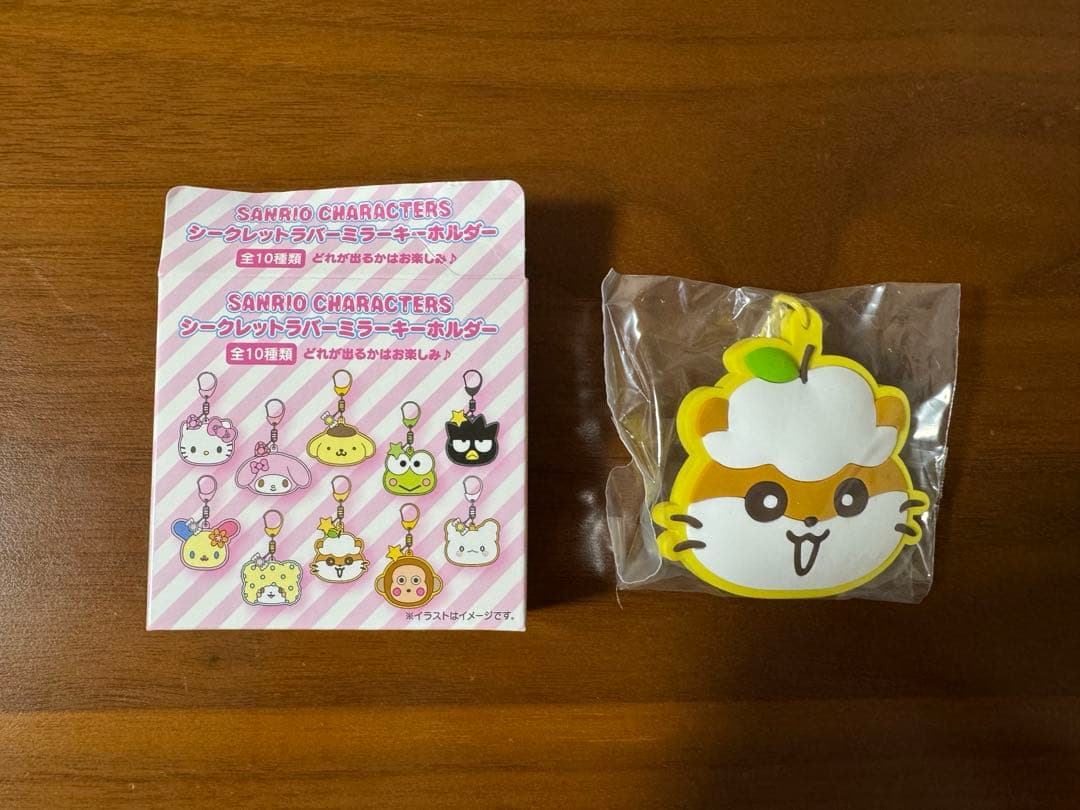 SANRIO CHARACTERS
シークレットラバーミラーキーホルダー
全10種類 どれが出るかはお楽しみ♪
SANRIO CHARACTERS
シークレットラバーミラーキーホルダー
全10種類 どれが出るかはお楽しみ♪
※イラストはイメージです。